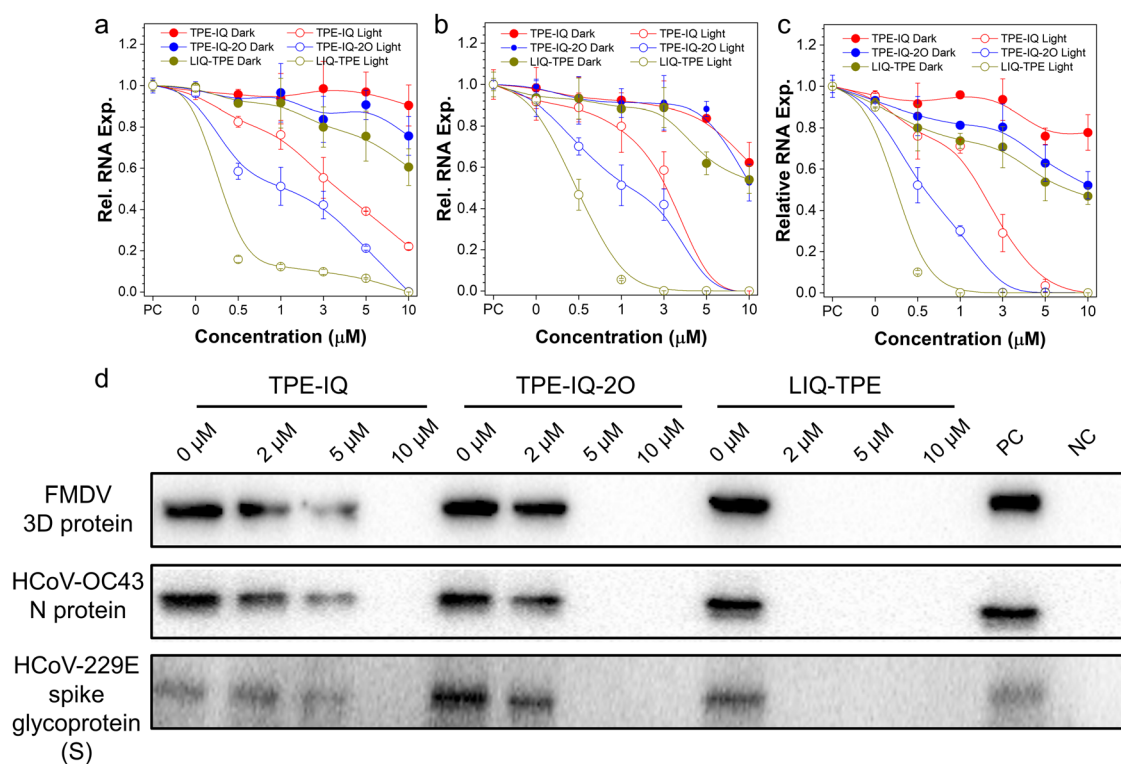 a
TPE-IQ Dark TPE-IQ Light
TPE-IQ-2O Dark TPE-IQ-2O Light
LIQ-TPE Dark LIQ-TPE Light
1.2
1.0
0.8
0.6
0.4
0.2
0.0
Rel. RNA Exp.
PC 0 0.5 1 3 5 10
Concentration (μM)
b
TPE-IQ Dark TPE-IQ Light
TPE-IQ-2O Dark TPE-IQ-2O Light
LIQ-TPE Dark LIQ-TPE Light
1.2
1.0
0.8
0.6
0.4
0.2
0.0
Rel. RNA Exp.
PC 0 0.5 1 3 5 10
Concentration (μM)
c
TPE-IQ Dark TPE-IQ Light
TPE-IQ-2O Dark TPE-IQ-2O Light
LIQ-TPE Dark LIQ-TPE Light
1.2
1.0
0.8
0.6
0.4
0.2
0.0
Relative RNA Exp.
PC 0 0.5 1 3 5 10
Concentration (μM)
d
TPE-IQ TPE-IQ-2O LIQ-TPE
0 μM 2 μM 5 μM 10 μM 0 μM 2 μM 5 μM 10 μM 0 μM 2 μM 5 μM 10 μM PC NC
FMDV
3D protein
HCoV-OC43
N protein
HCoV-229E
spike
glycoprotein
(S)